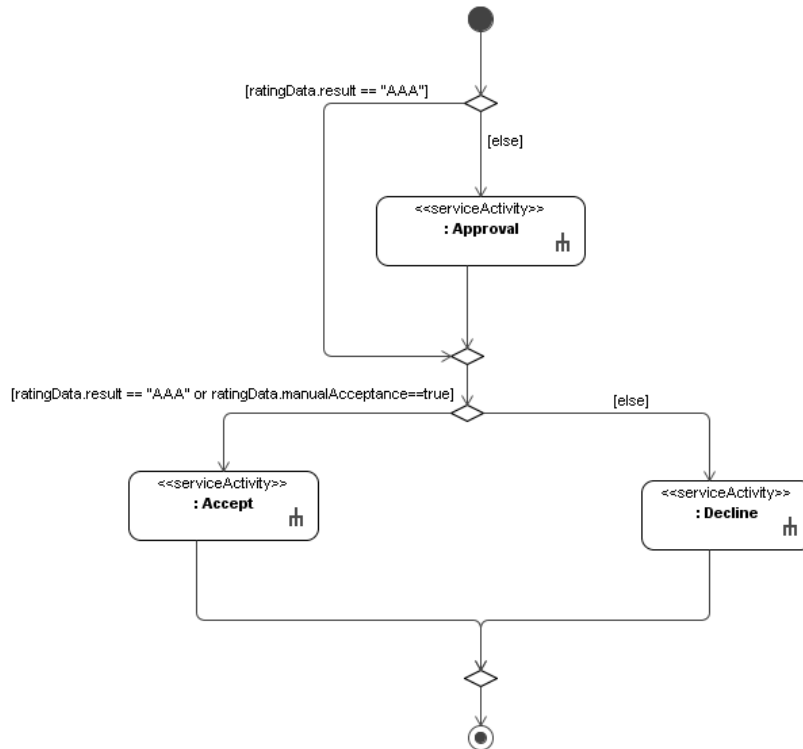 [ratingData.result == "AAA"]
[else]
<<serviceActivity>>
: Approval
[ratingData.result == "AAA" or ratingData.manualAcceptance==true]
[else]
<<serviceActivity>>
: Accept
<<serviceActivity>>
: Decline